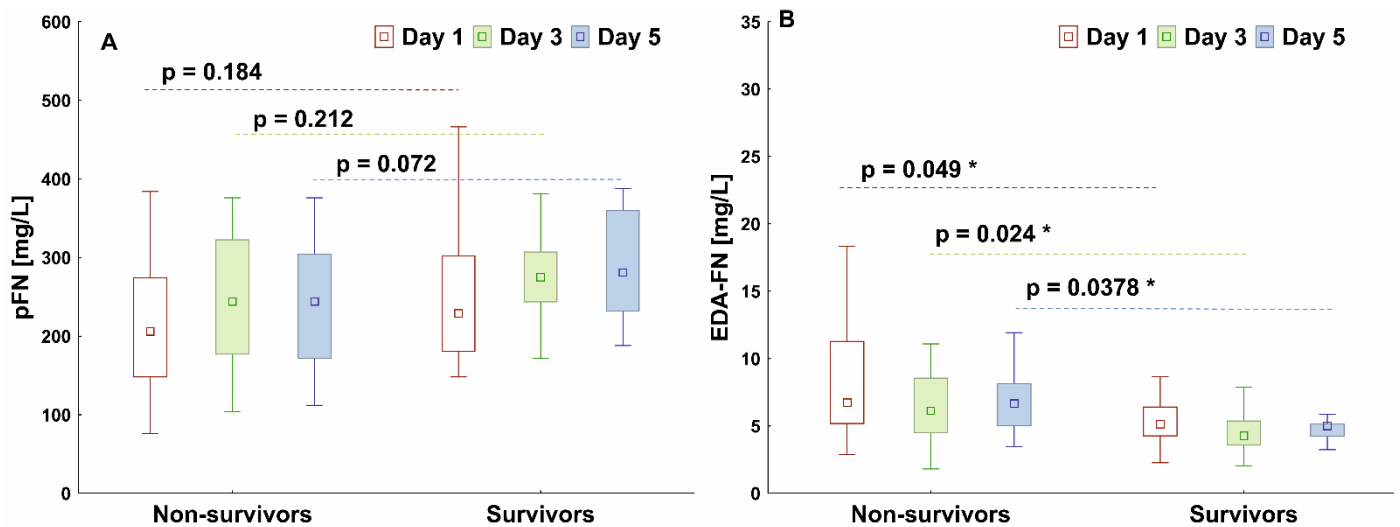 A
Day 1 Day 3 Day 5
p = 0.184
p = 0.212
p = 0.072
pFN [mg/L]
600
500
400
300
200
100
0
Non-survivors Survivors
B
Day 1 Day 3 Day 5
p = 0.049 *
p = 0.024 *
p = 0.0378 *
EDA-FN [mg/L]
35
30
25
20
15
10
5
0
Non-survivors Survivors